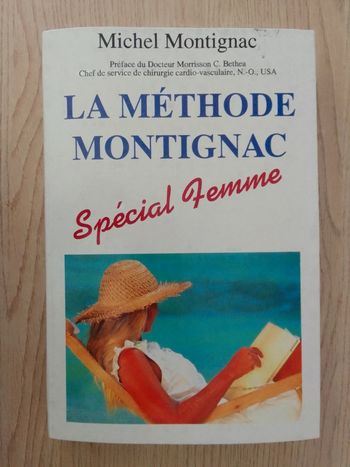 Michel Montignac
Préface du Docteur Morrisson C. Bethea
Chef de service de chirurgie cardio-vasculaire, N.-O., USA
LA MÉTHODE
MONTIGNAC
Spécial Femme